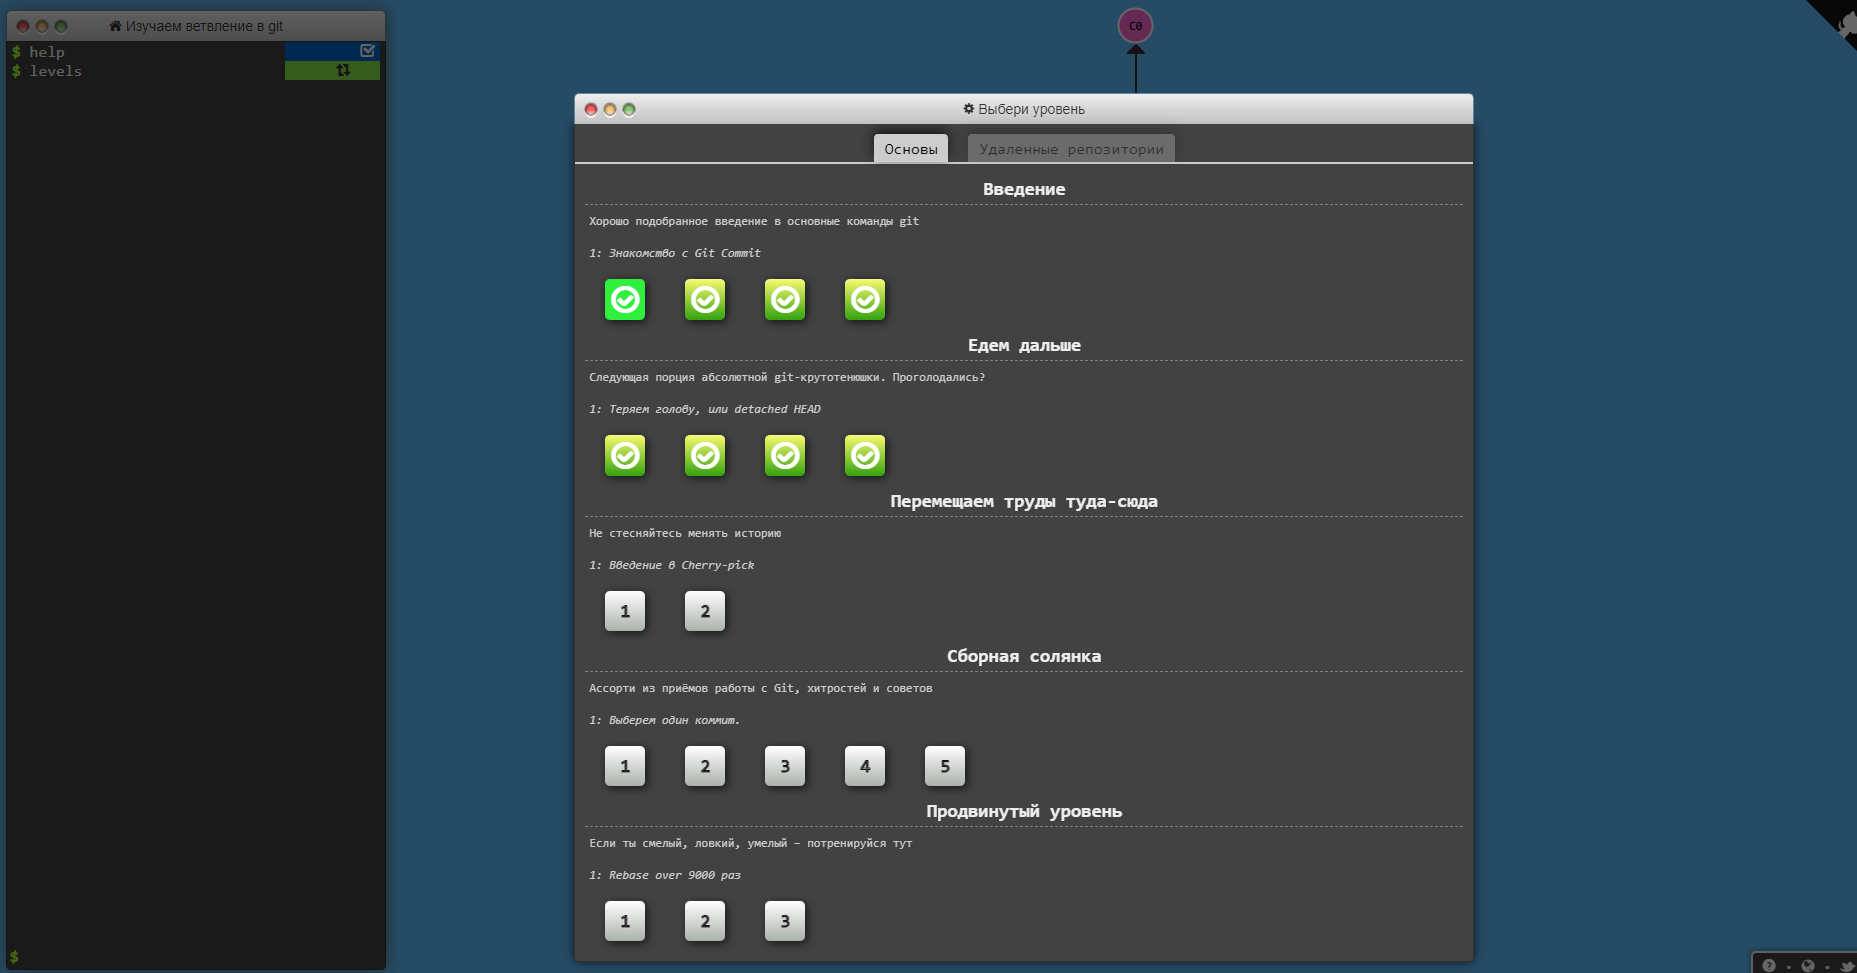 Изучаем ветвление в git
$ help
$ levels
$
C0
Выбери уровень
Основы
Удаленные репозитории
Введение
Хорошо подобранное введение в основные команды git
1: Знакомство с Git Commit
Едем дальше
Следующая порция абсолютной git-крутотенюшки. Проголодались?
1: Теряем голову, или detached HEAD
Перемещаем труды туда-сюда
Не стесняйтесь менять историю
1: Введение в Cherry-pick
1 2
Сборная солянка
Ассорти из приёмов работы с Git, хитростей и советов
1: Выберем один коммит.
1 2 3 4 5
Продвинутый уровень
Если ты смелый, ловкий, умелый – потренируйся тут
1: Rebase over 9000 раз
1 2 3